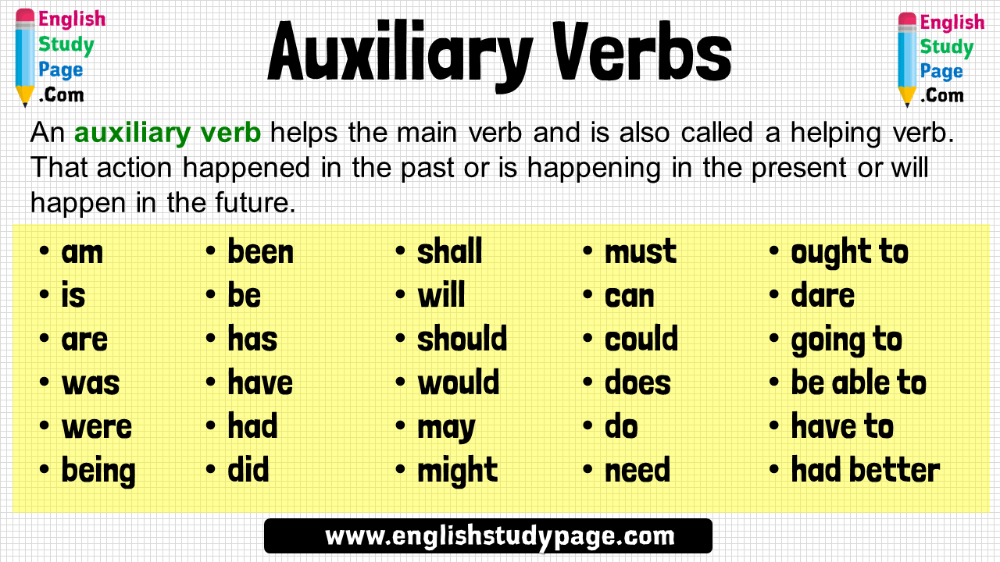 English
Study
Page
.Com
Auxiliary Verbs
English
Study
Page
.Com
An auxiliary verb helps the main verb and is also called a helping verb.
That action happened in the past or is happening in the present or will
happen in the future.
• am
• is
• are
• was
• were
• being
• been
• be
• has
• have
• had
• did
• shall
• will
• should
• would
• may
• might
• must
• can
• could
• does
• do
• need
• ought to
• dare
• going to
• be able to
• have to
• had better
www.englishstudypage.com